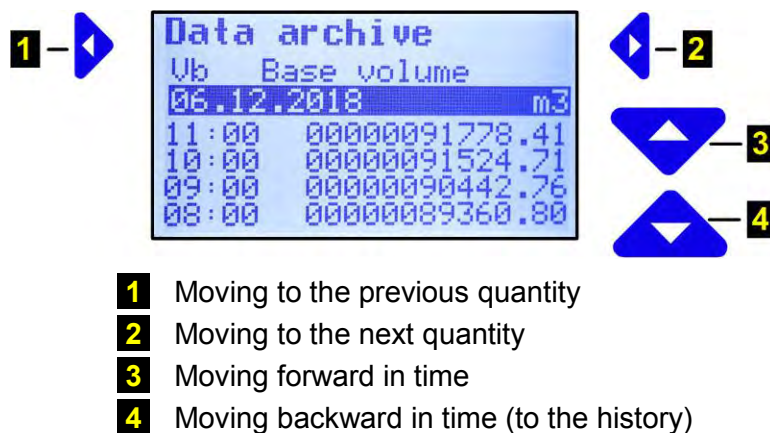 Data archive
1
2
Vb Base volume
06.12.2018 m3
11:00 00000091778.41
3
10:00 00000091524.71
09:00 00000090442.76
4
08:00 00000089360.80
1 Moving to the previous quantity
2 Moving to the next quantity
3 Moving forward in time
4 Moving backward in time (to the history)